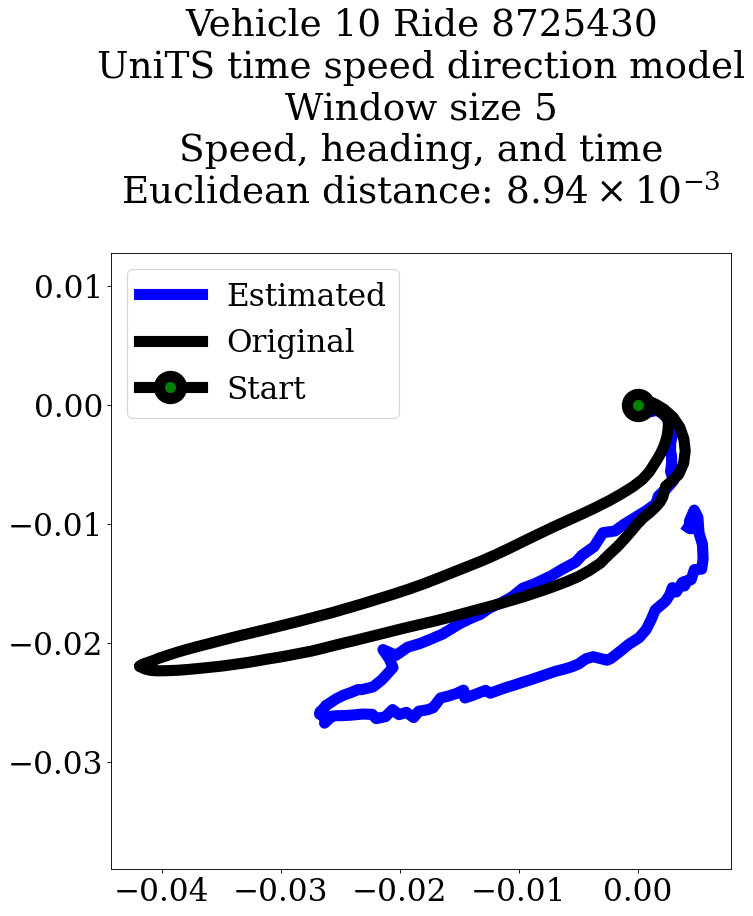 Vehicle 10 Ride 8725430
UniTS time speed direction model
Window size 5
Speed, heading, and time
Euclidean distance: 8.94 × 10⁻³
Estimated
Original
Start
0.01
0.00
−0.01
−0.02
−0.03
−0.04 −0.03 −0.02 −0.01 0.00